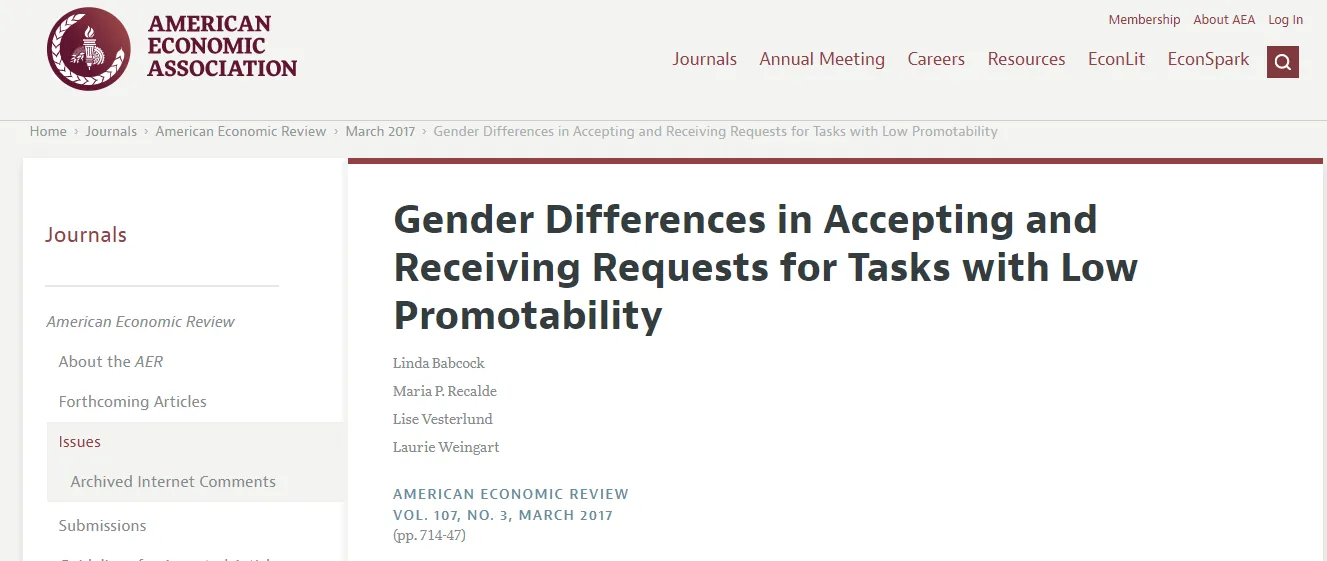 AMERICAN
ECONOMIC
ASSOCIATION
Membership About AEA Log In
Journals Annual Meeting Careers Resources EconLit EconSpark
Home › Journals › American Economic Review › March 2017 › Gender Differences in Accepting and Receiving Requests for Tasks with Low Promotability
Journals
American Economic Review
About the AER
Forthcoming Articles
Issues
Archived Internet Comments
Submissions
Gender Differences in Accepting and
Receiving Requests for Tasks with Low
Promotability
Linda Babcock
Maria P. Recalde
Lise Vesterlund
Laurie Weingart
AMERICAN ECONOMIC REVIEW
VOL. 107, NO. 3, MARCH 2017
(pp. 714-47)